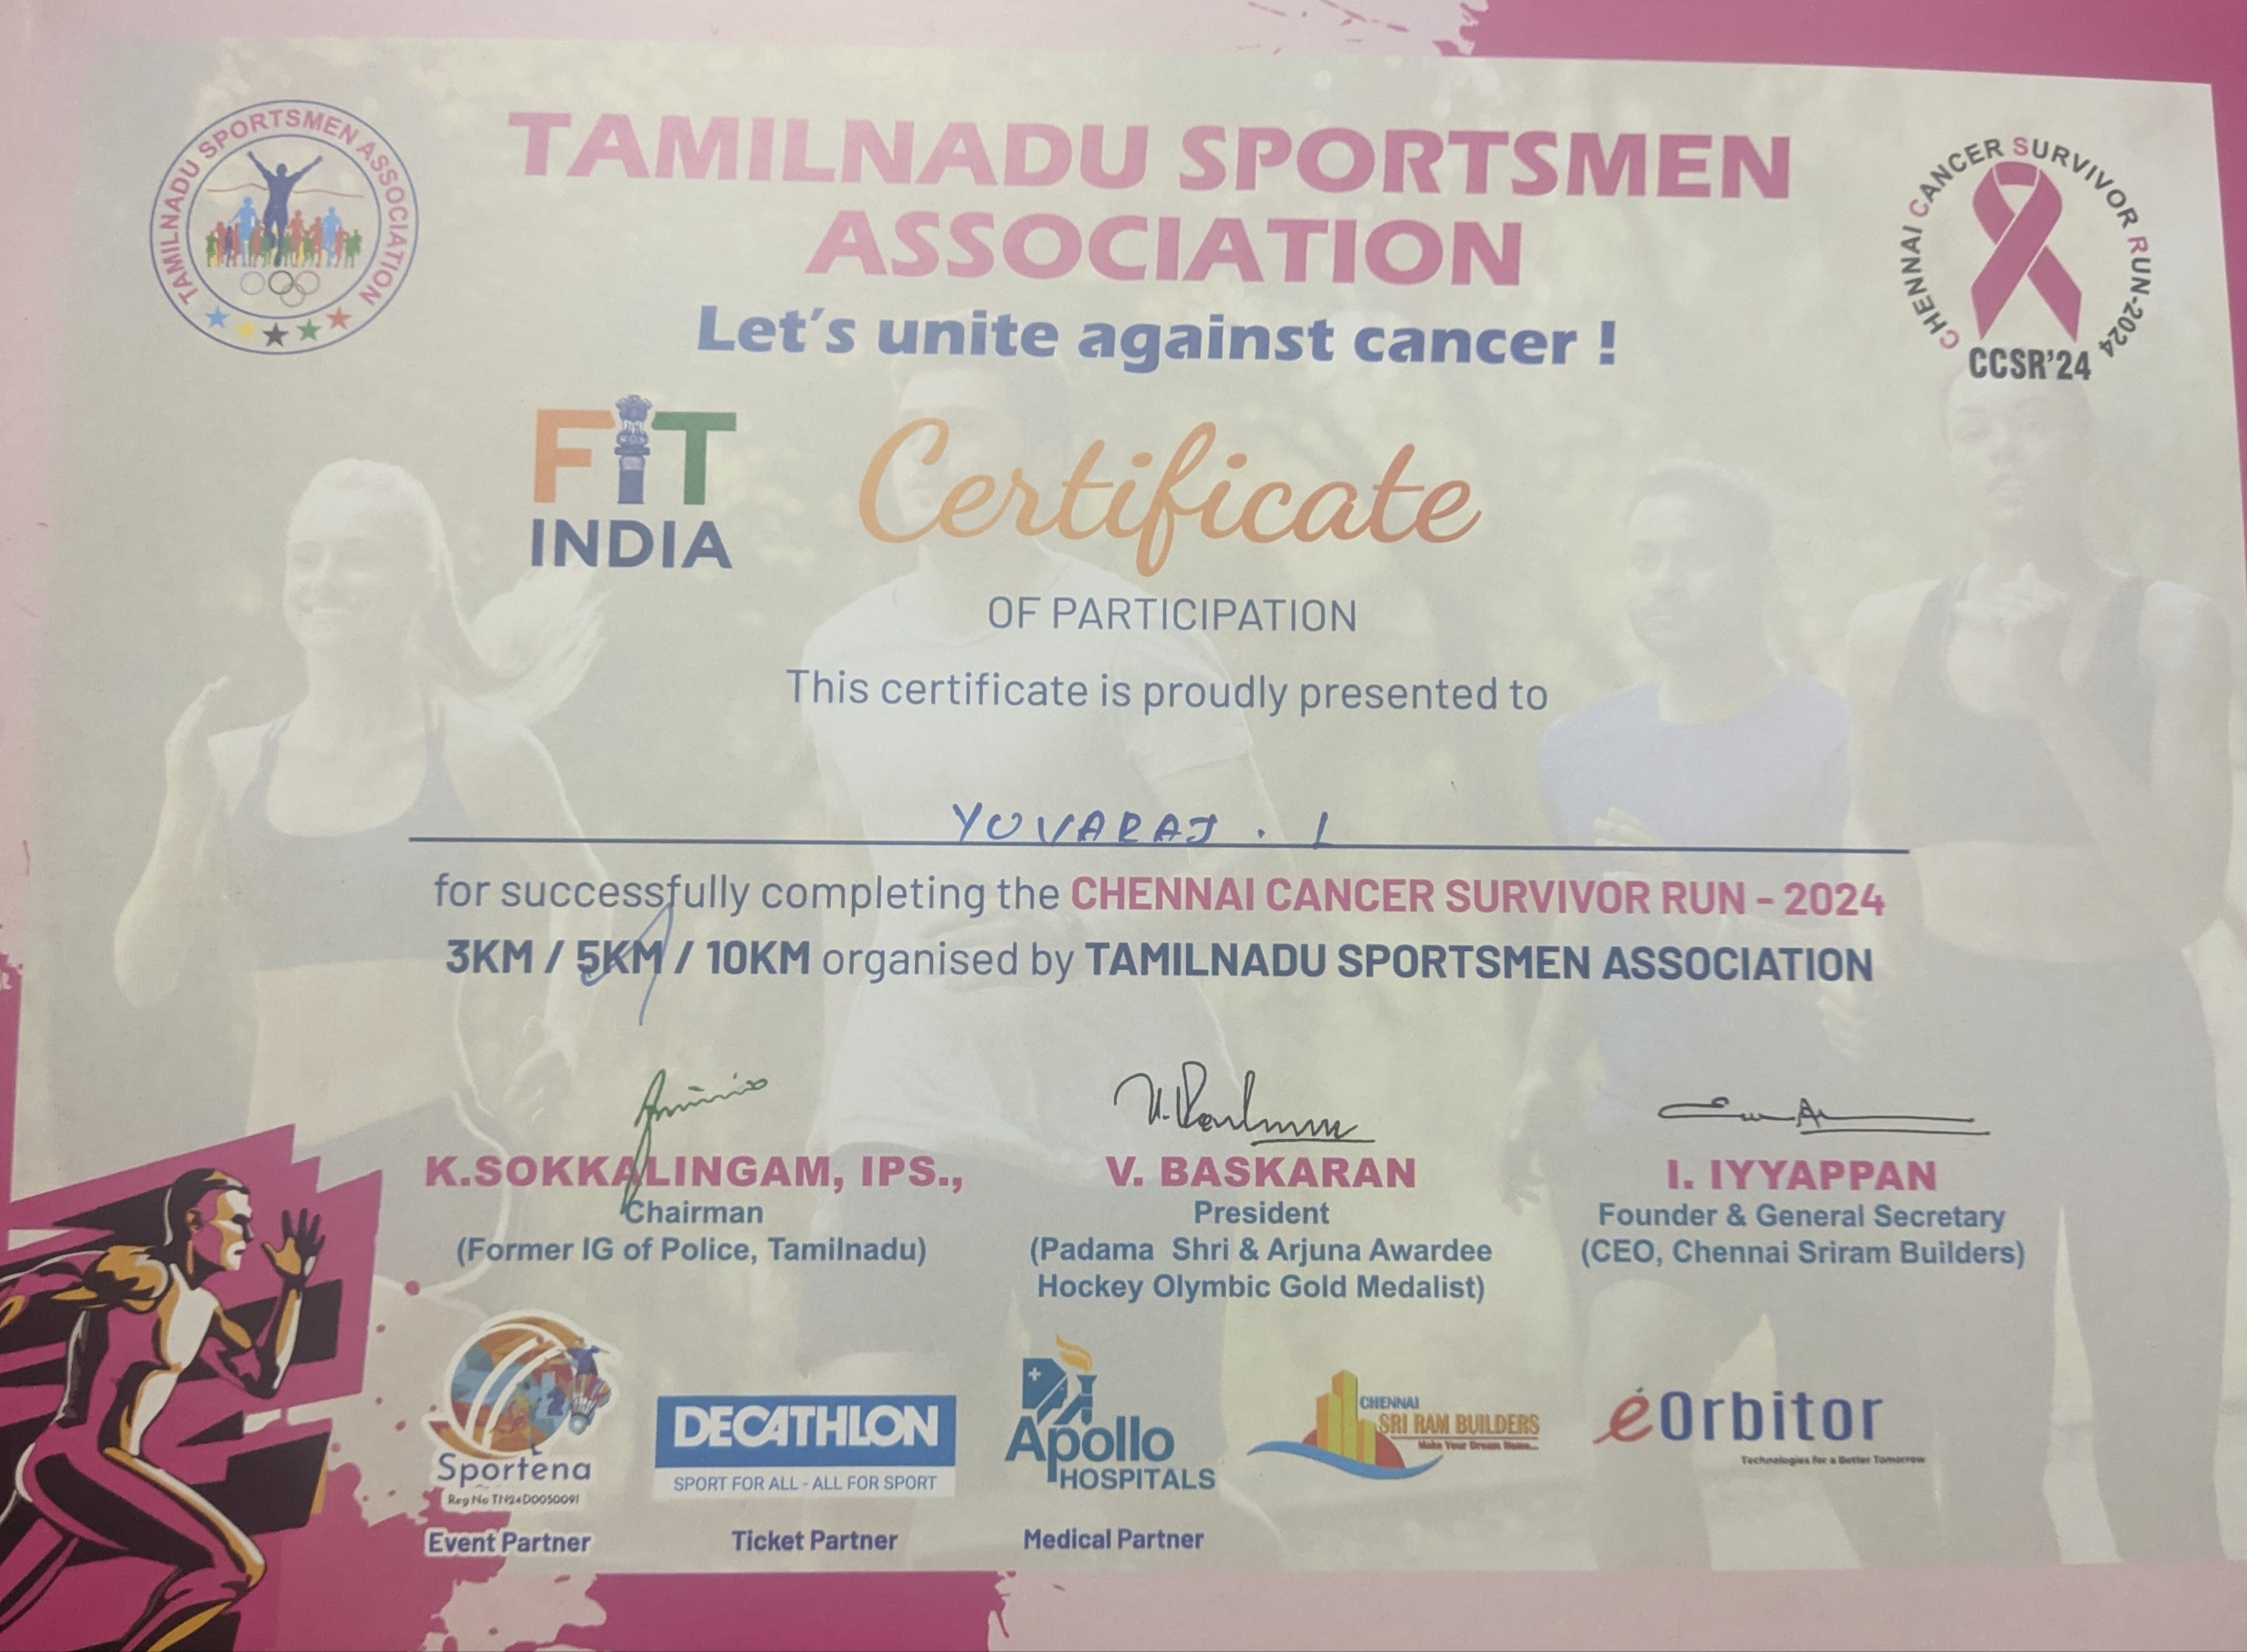 TAMILNADU SPORTSMEN ASSOCIATION
TAMILNADU SPORTSMEN
ASSOCIATION
Let's unite against cancer !
CHENNAI CANCER SURVIVOR RUN-2024
CCSR'24
FiT
INDIA
Certificate
OF PARTICIPATION
This certificate is proudly presented to
YUVARAJ . L
for successfully completing the CHENNAI CANCER SURVIVOR RUN - 2024
3KM / 5KM / 10KM organised by TAMILNADU SPORTSMEN ASSOCIATION
K.SOKKALINGAM, IPS.,
Chairman
(Former IG of Police, Tamilnadu)
V. BASKARAN
President
(Padama Shri & Arjuna Awardee
Hockey Olymbic Gold Medalist)
I. IYYAPPAN
Founder & General Secretary
(CEO, Chennai Sriram Builders)
Sportena
Reg No TN24D0050091
Event Partner
DECATHLON
SPORT FOR ALL - ALL FOR SPORT
Ticket Partner
Apollo
HOSPITALS
Medical Partner
CHENNAI
SRI RAM BUILDERS
Make Your Dream Home...
éOrbitor
Technologies for a Better Tomorrow